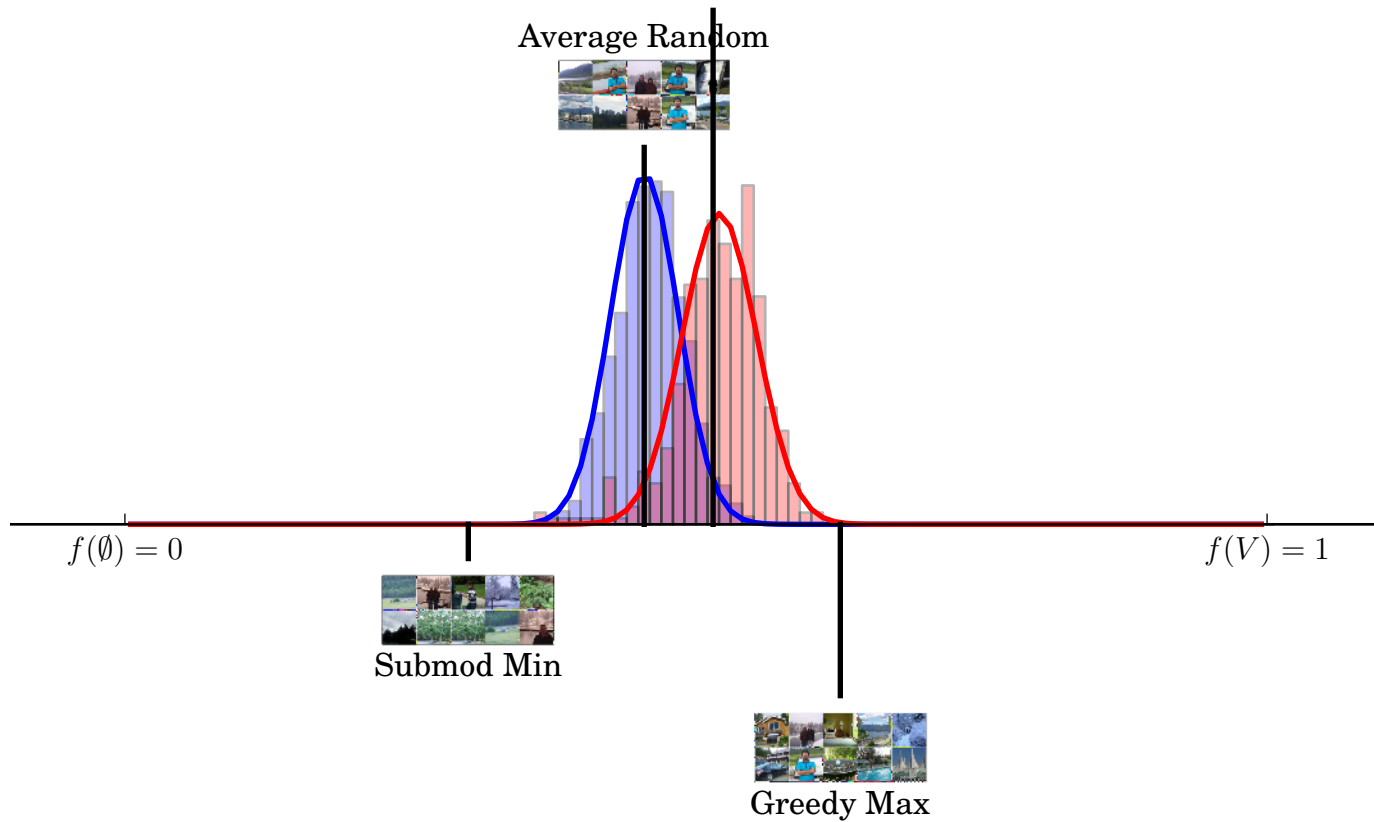 Average Random
f(∅) = 0
f(V) = 1
Submod Min
Greedy Max